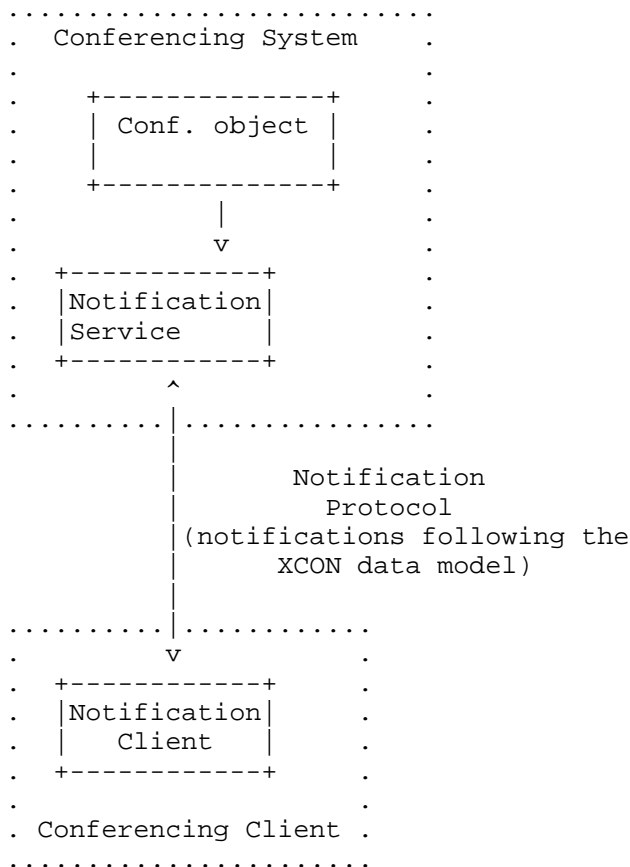 Conferencing System
Conf. object
Notification
Service
Notification
Protocol
(notifications following the
XCON data model)
Notification
Client
Conferencing Client